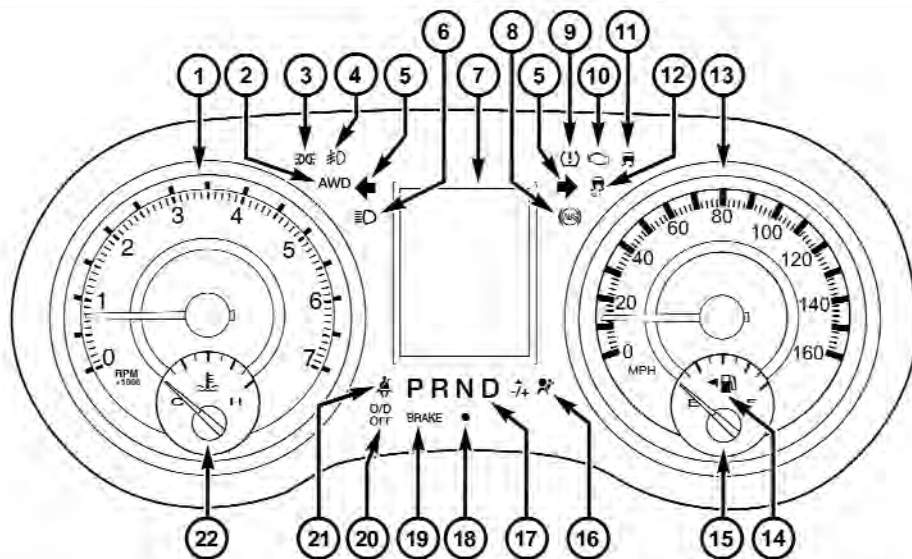 6 8 9 11
1 2 3 4 5 7 5 10 12 13
AWD
ABS
0 1 2 3 4 5 6 7
RPM
×1000
C H
0 20 40 60 80 100 120 140 160
MPH
E F
P R N D -/+
O/D
OFF
BRAKE
22 21 20 19 18 17 16 15 14